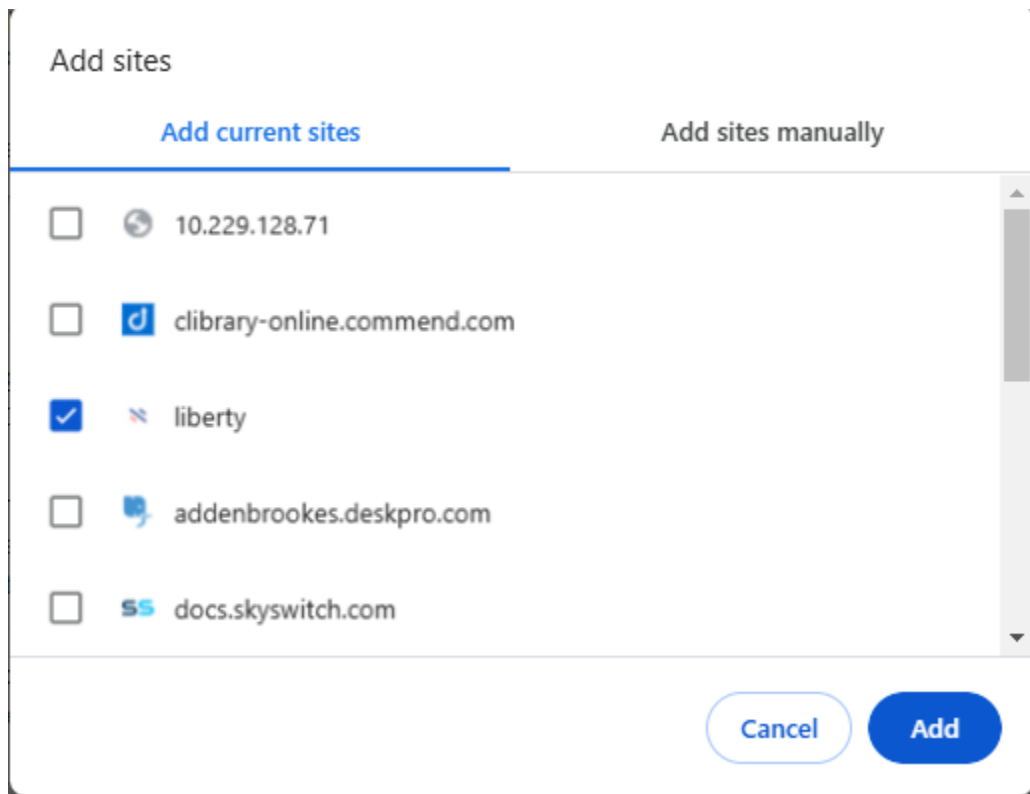 Add sites
Add current sites
Add sites manually
10.229.128.71
clibrary-online.commend.com
liberty
addenbrookes.deskpro.com
SS docs.skyswitch.com
Cancel
Add